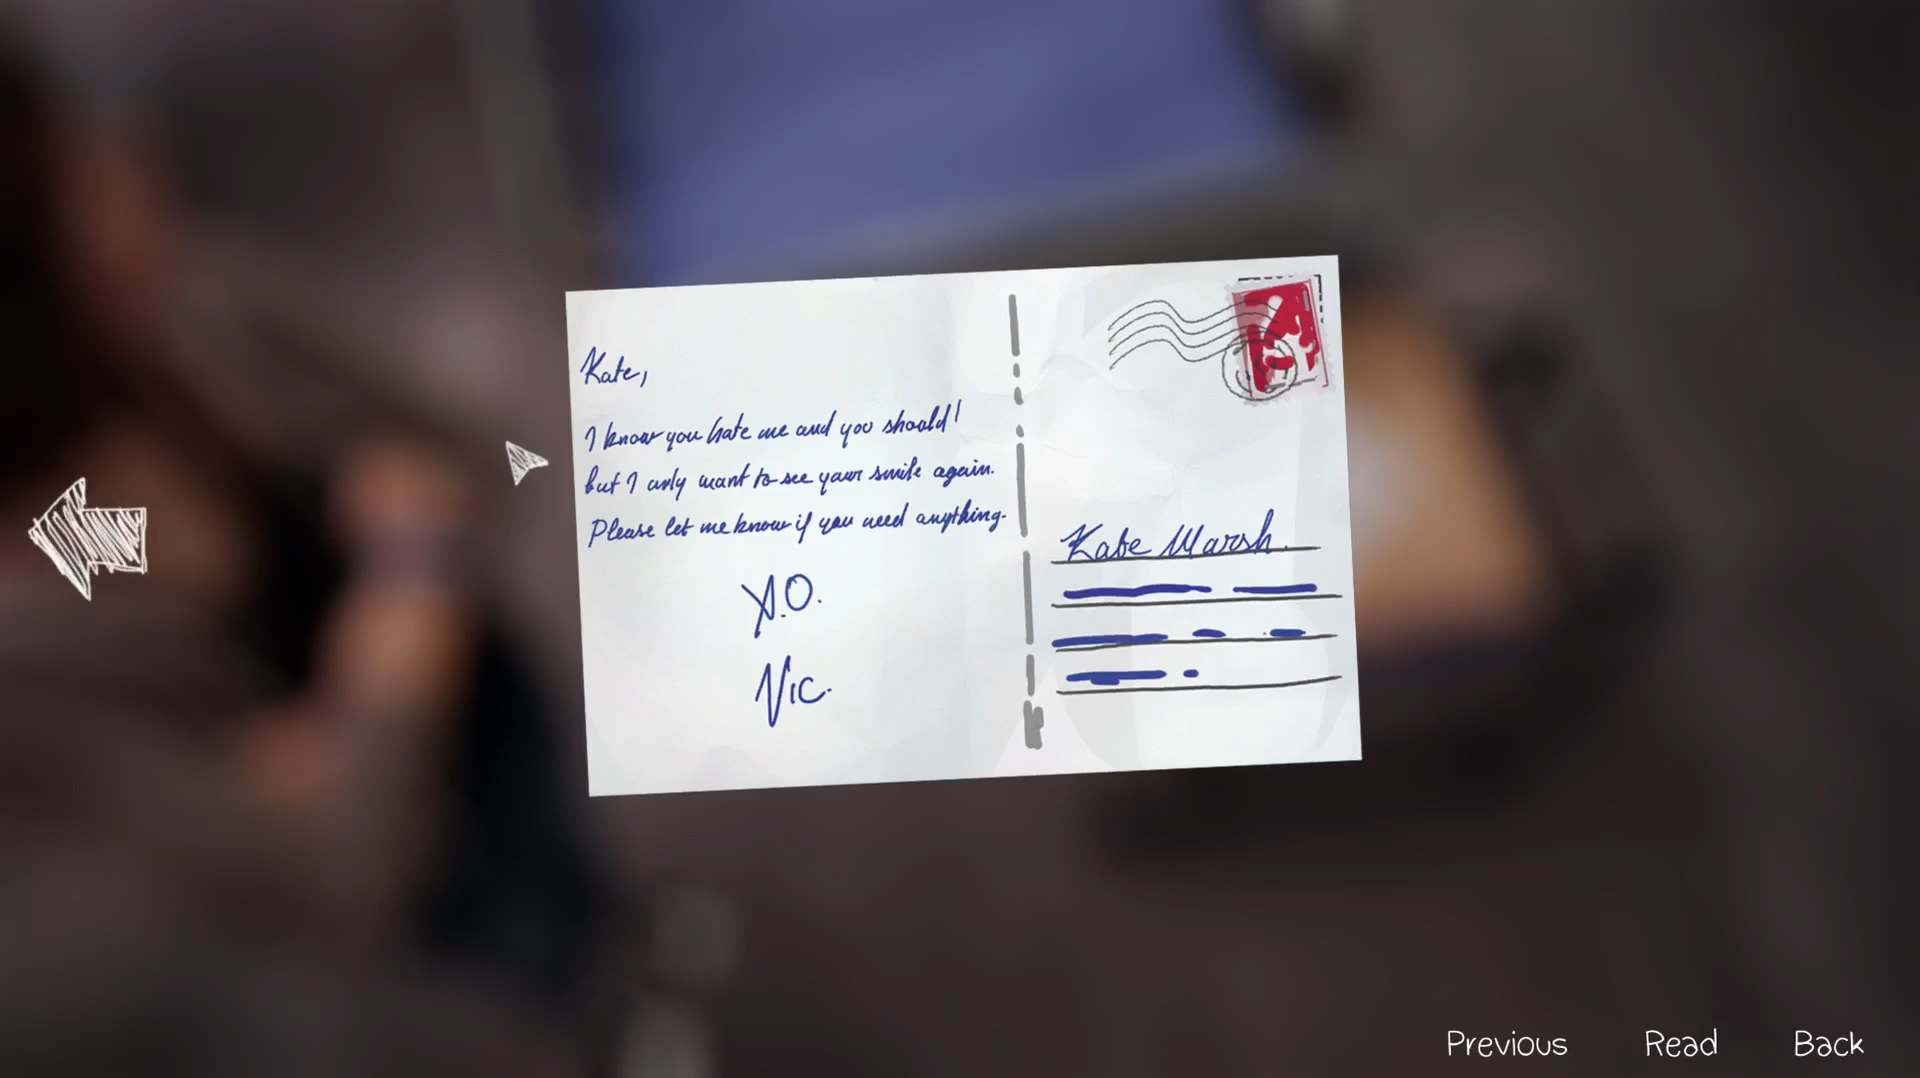 Kate,
I know you hate me and you should!
but I only want to see your smile again.
Please let me know if you need anything.
X.O.
Vic.
Kate Marsh.
Previous
Read
Back